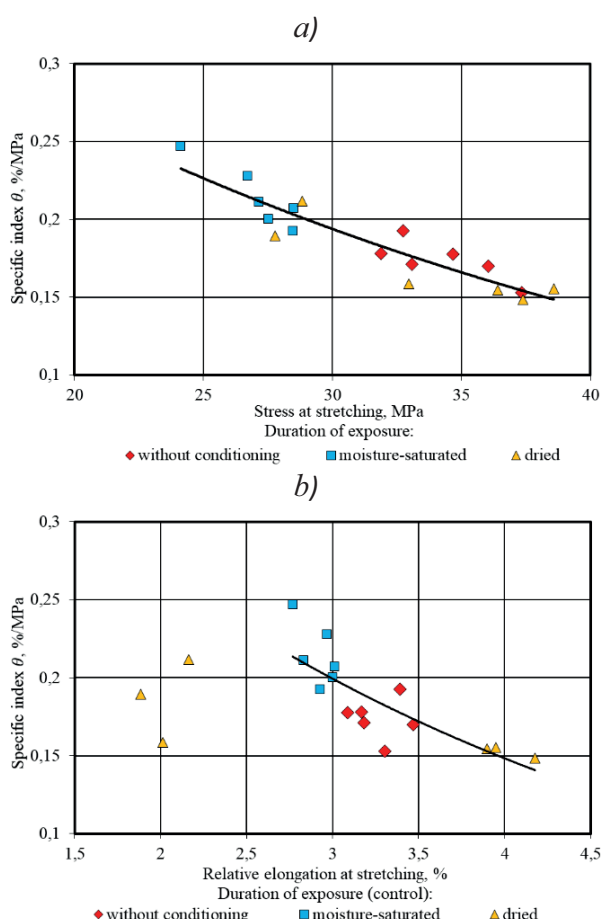 a)
0,3
0,25
0,2
0,15
0,1
Specific index θ, %/MPa
20 25 30 35 40
Stress at stretching, MPa
Duration of exposure:
without conditioning moisture-saturated dried
b)
0,3
0,25
0,2
0,15
0,1
Specific index θ, %/MPa
1,5 2 2,5 3 3,5 4 4,5
Relative elongation at stretching, %
Duration of exposure (control):
without conditioning moisture-saturated dried